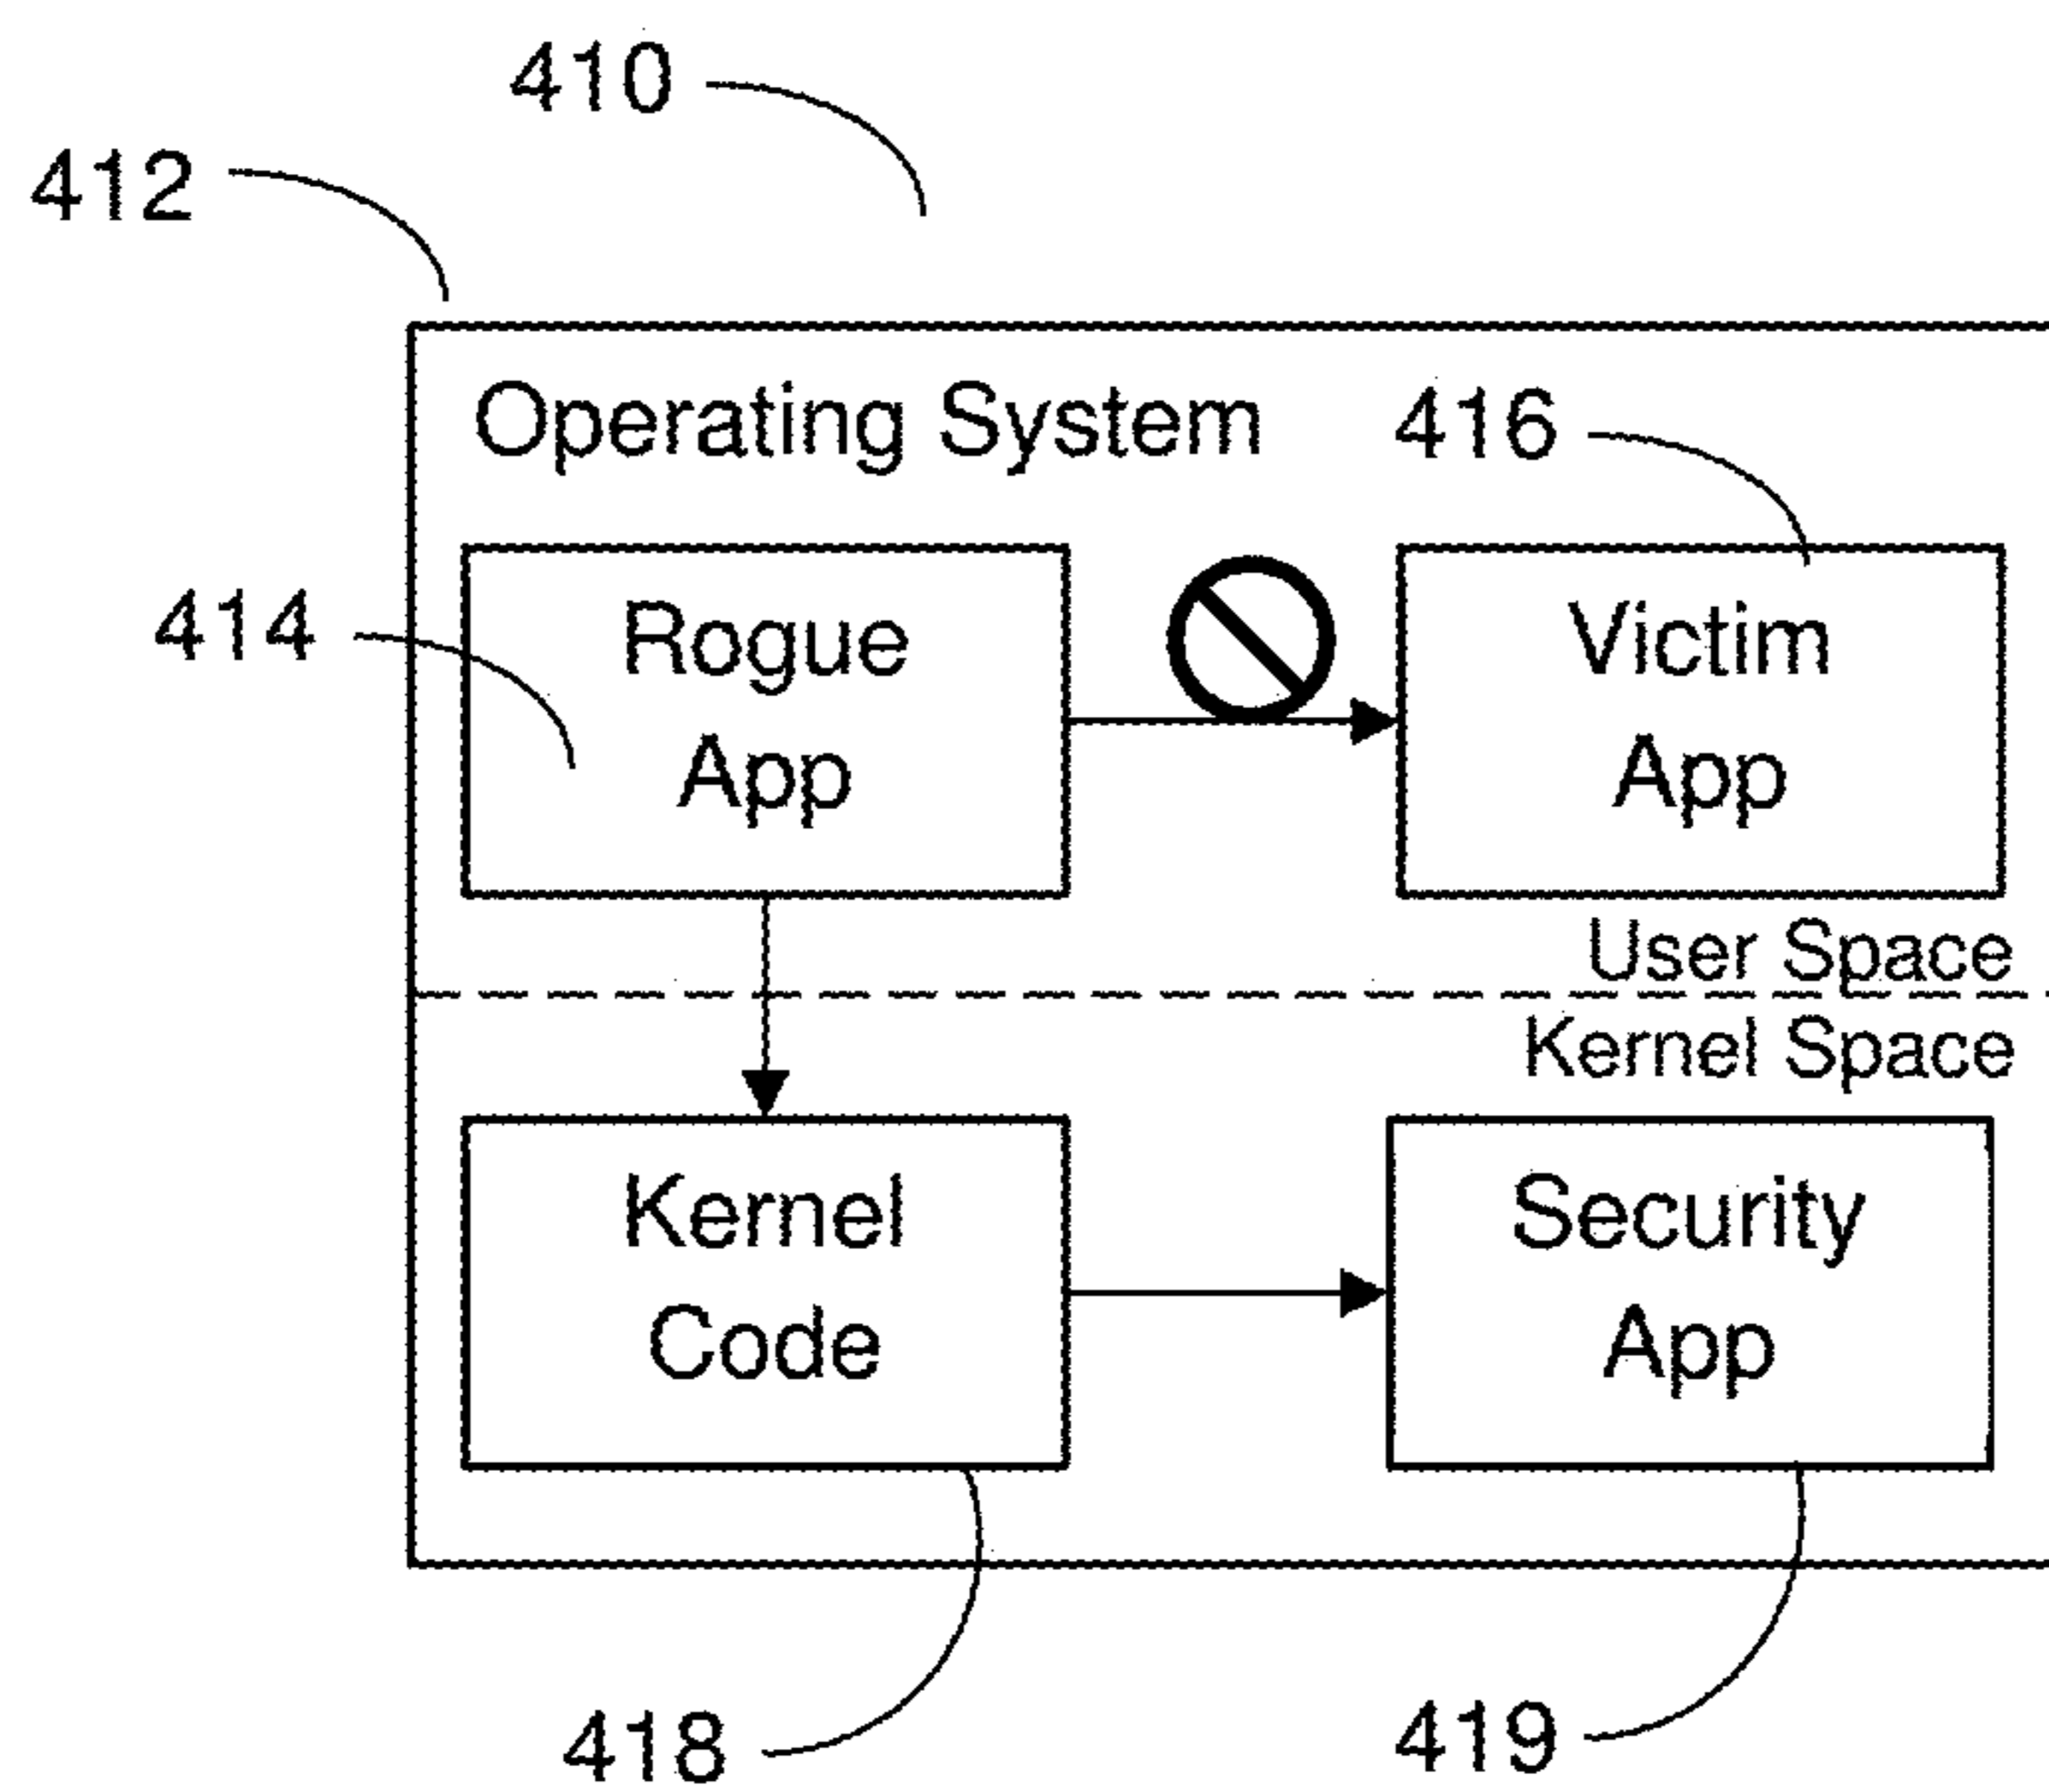 410
412
Operating System
416
414
Rogue
App
Victim
App
User Space
Kernel Space
Kernel
Code
Security
App
418
419